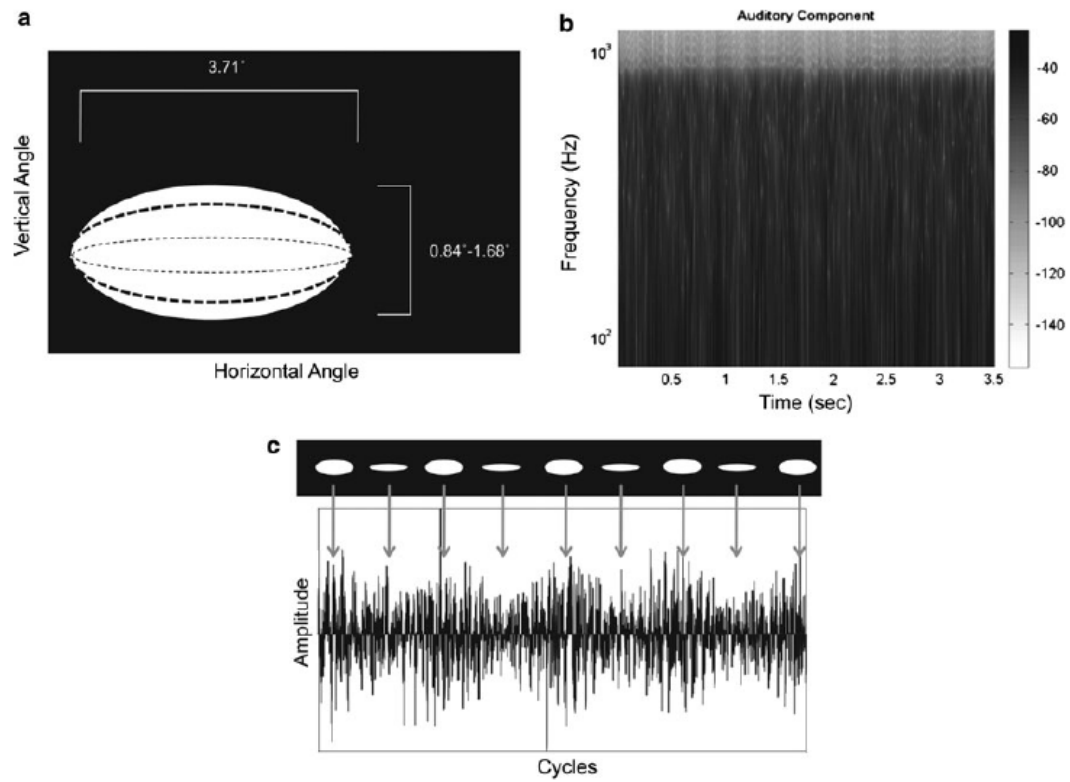 a
3.71°
Vertical Angle
0.84°-1.68°
Horizontal Angle
b
Auditory Component
10³
10²
Frequency (Hz)
0.5 1 1.5 2 2.5 3 3.5
Time (sec)
-40
-60
-80
-100
-120
-140
c
Amplitude
Cycles